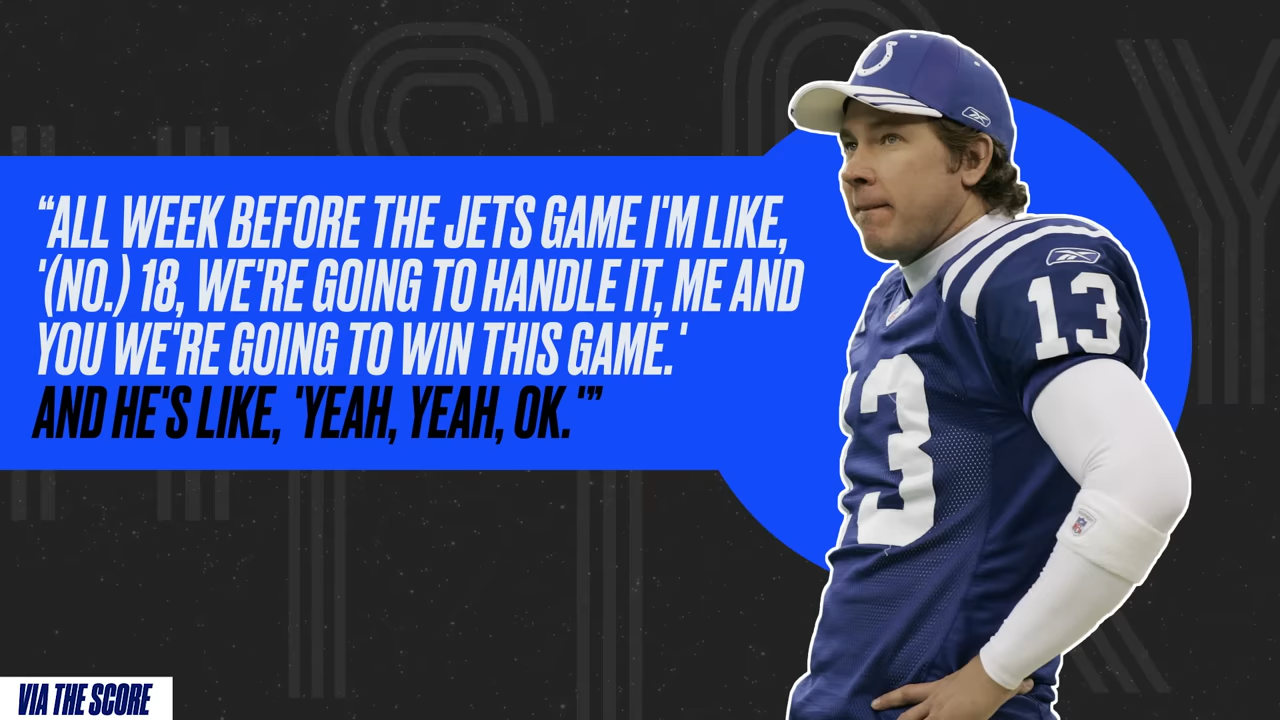 “ALL WEEK BEFORE THE JETS GAME I'M LIKE,
'(NO.) 18, WE'RE GOING TO HANDLE IT, ME AND
YOU WE'RE GOING TO WIN THIS GAME.'
AND HE'S LIKE, 'YEAH, YEAH, OK.'”
13
3
VIA THE SCORE